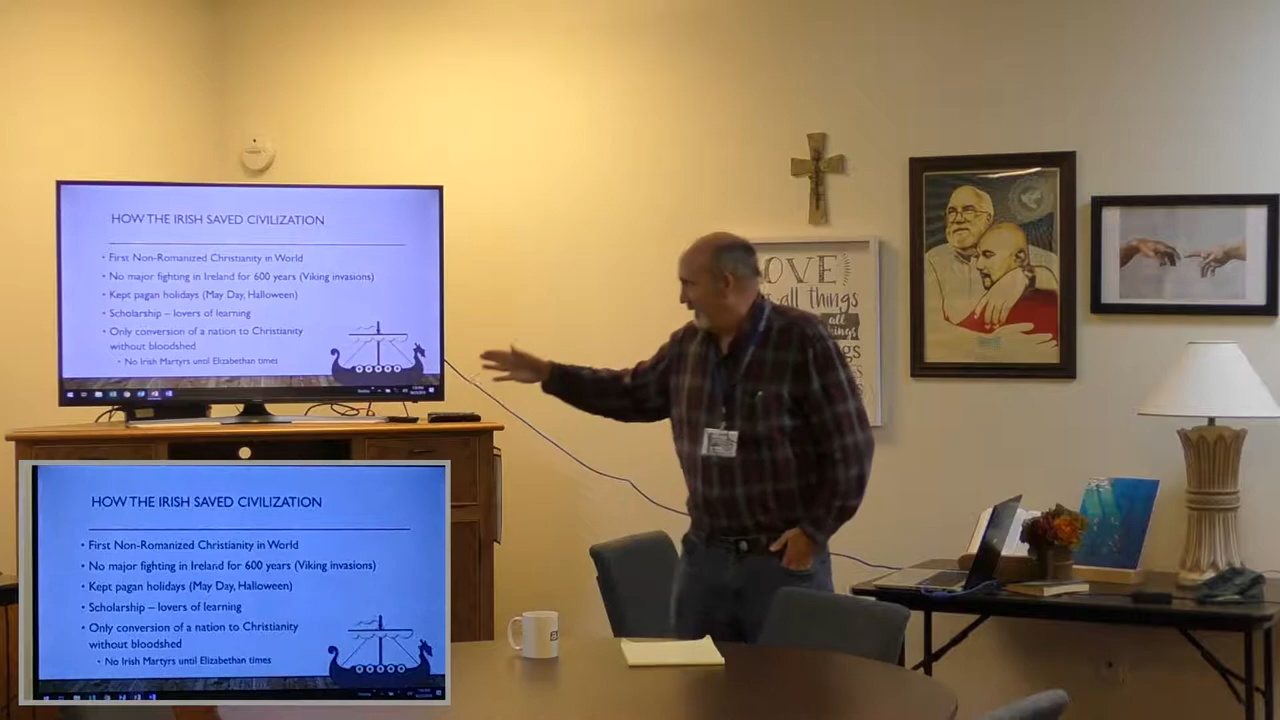 HOW THE IRISH SAVED CIVILIZATION
• First Non-Romanized Christianity in World
• No major fighting in Ireland for 600 years (Viking invasions)
• Kept pagan holidays (May Day, Halloween)
• Scholarship – lovers of learning
• Only conversion of a nation to Christianity
without bloodshed
• No Irish Martyrs until Elizabethan times
OVE
all things
all
HOW THE IRISH SAVED CIVILIZATION
• First Non-Romanized Christianity in World
• No major fighting in Ireland for 600 years (Viking invasions)
• Kept pagan holidays (May Day, Halloween)
• Scholarship – lovers of learning
• Only conversion of a nation to Christianity
without bloodshed
• No Irish Martyrs until Elizabethan times